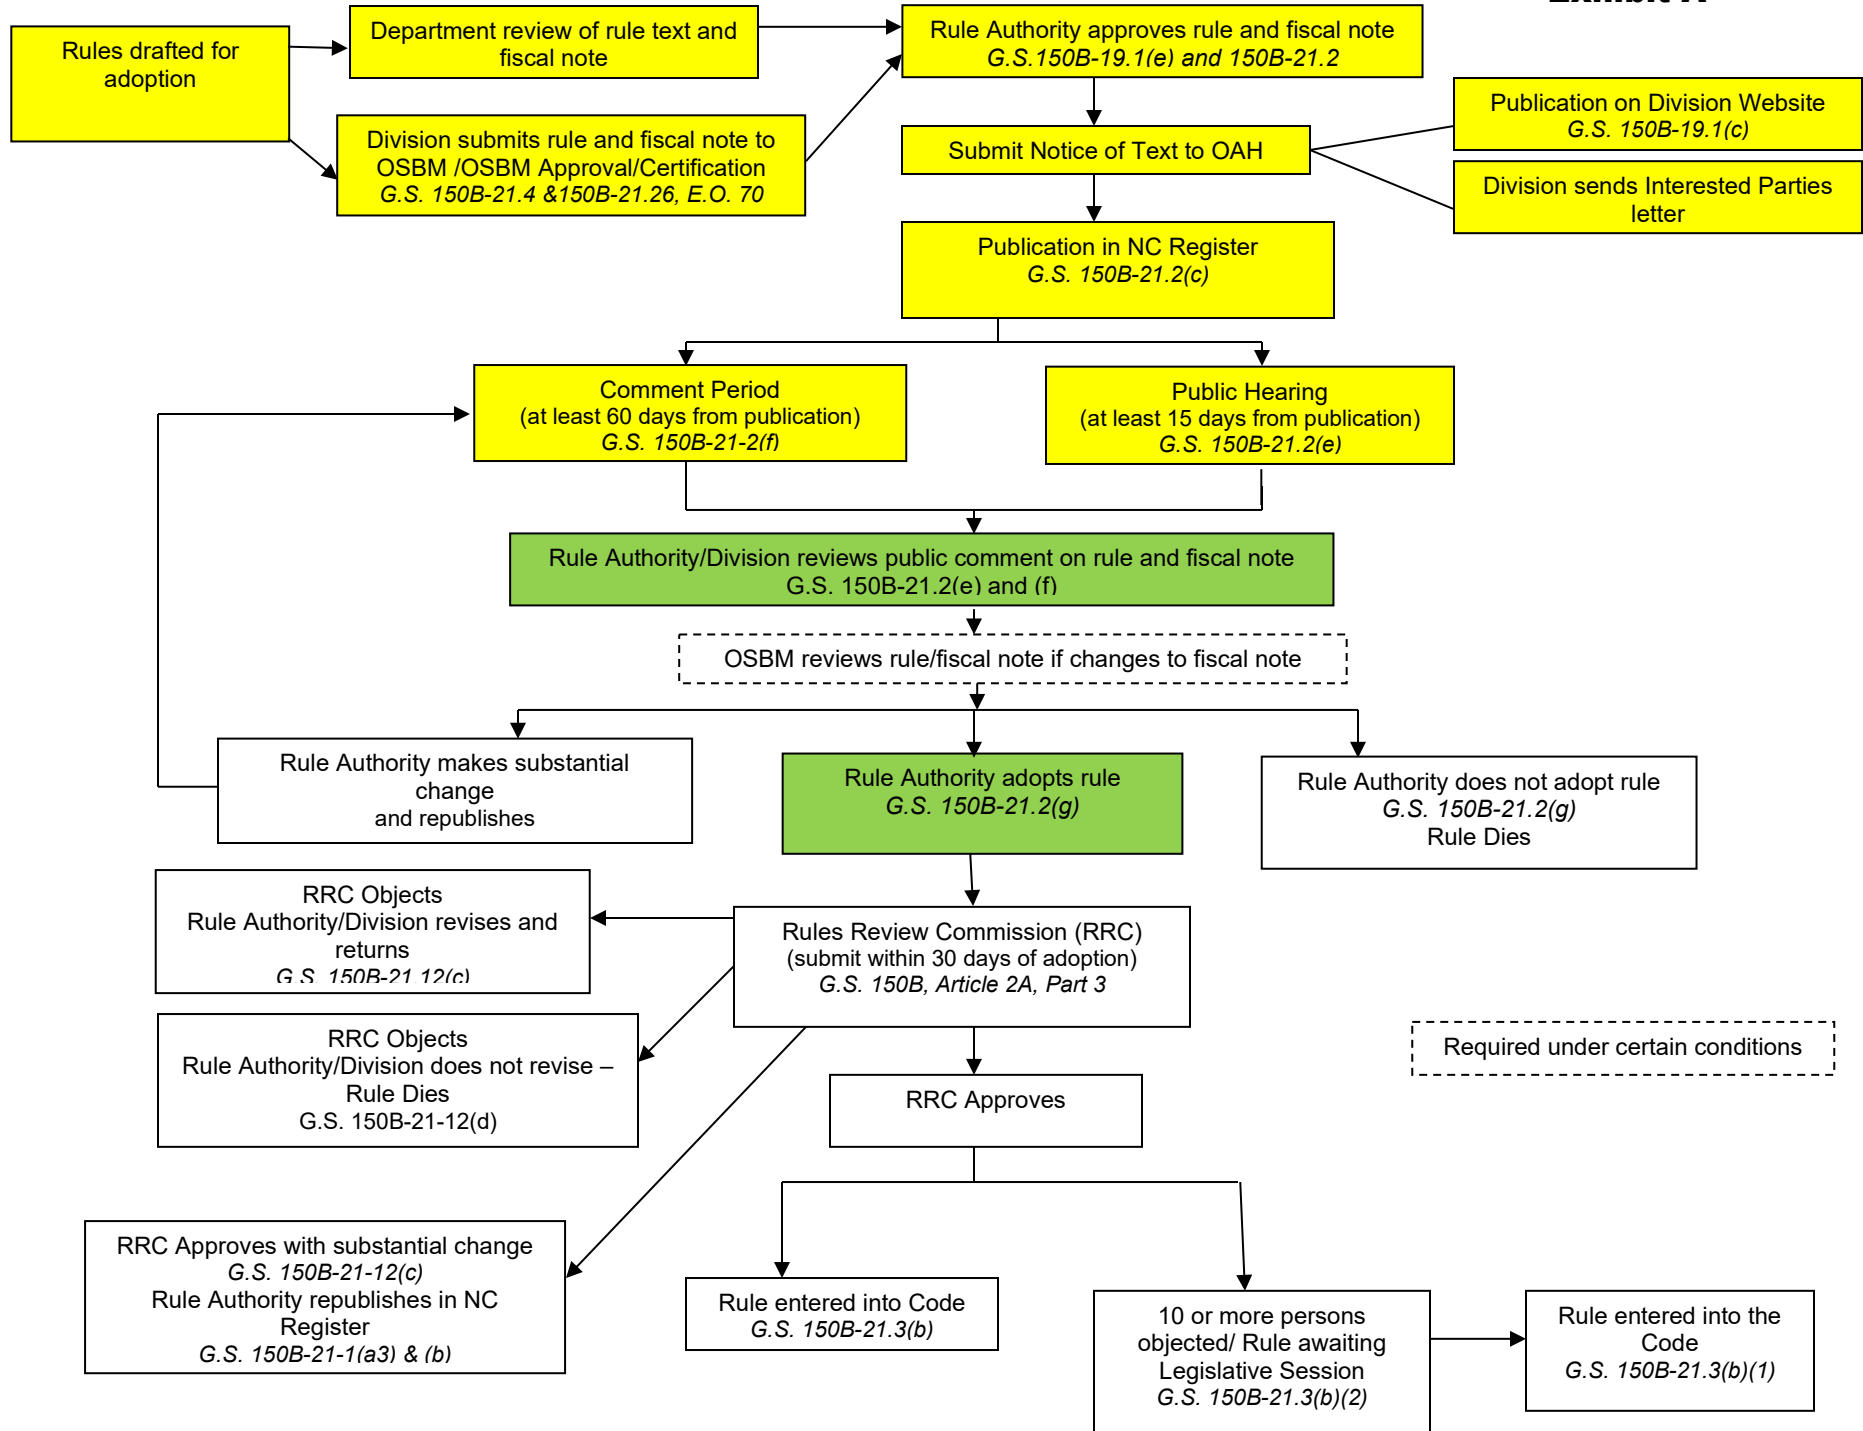 Exhibit A
Rules drafted for
adoption
Department review of rule text and
fiscal note
Rule Authority approves rule and fiscal note
G.S.150B-19.1(e) and 150B-21.2
Division submits rule and fiscal note to
OSBM /OSBM Approval/Certification
G.S. 150B-21.4 &150B-21.26, E.O. 70
Submit Notice of Text to OAH
Publication on Division Website
G.S. 150B-19.1(c)
Division sends Interested Parties
letter
Publication in NC Register
G.S. 150B-21.2(c)
Comment Period
(at least 60 days from publication)
G.S. 150B-21-2(f)
Public Hearing
(at least 15 days from publication)
G.S. 150B-21.2(e)
Rule Authority/Division reviews public comment on rule and fiscal note
G.S. 150B-21.2(e) and (f)
OSBM reviews rule/fiscal note if changes to fiscal note
Rule Authority makes substantial
change
and republishes
Rule Authority adopts rule
G.S. 150B-21.2(g)
Rule Authority does not adopt rule
G.S. 150B-21.2(g)
Rule Dies
RRC Objects
Rule Authority/Division revises and
returns
G.S. 150B-21.12(c)
Rules Review Commission (RRC)
(submit within 30 days of adoption)
G.S. 150B, Article 2A, Part 3
RRC Objects
Rule Authority/Division does not revise –
Rule Dies
G.S. 150B-21-12(d)
Required under certain conditions
RRC Approves
RRC Approves with substantial change
G.S. 150B-21-12(c)
Rule Authority republishes in NC
Register
G.S. 150B-21-1(a3) & (b)
Rule entered into Code
G.S. 150B-21.3(b)
10 or more persons
objected/ Rule awaiting
Legislative Session
G.S. 150B-21.3(b)(2)
Rule entered into the
Code
G.S. 150B-21.3(b)(1)